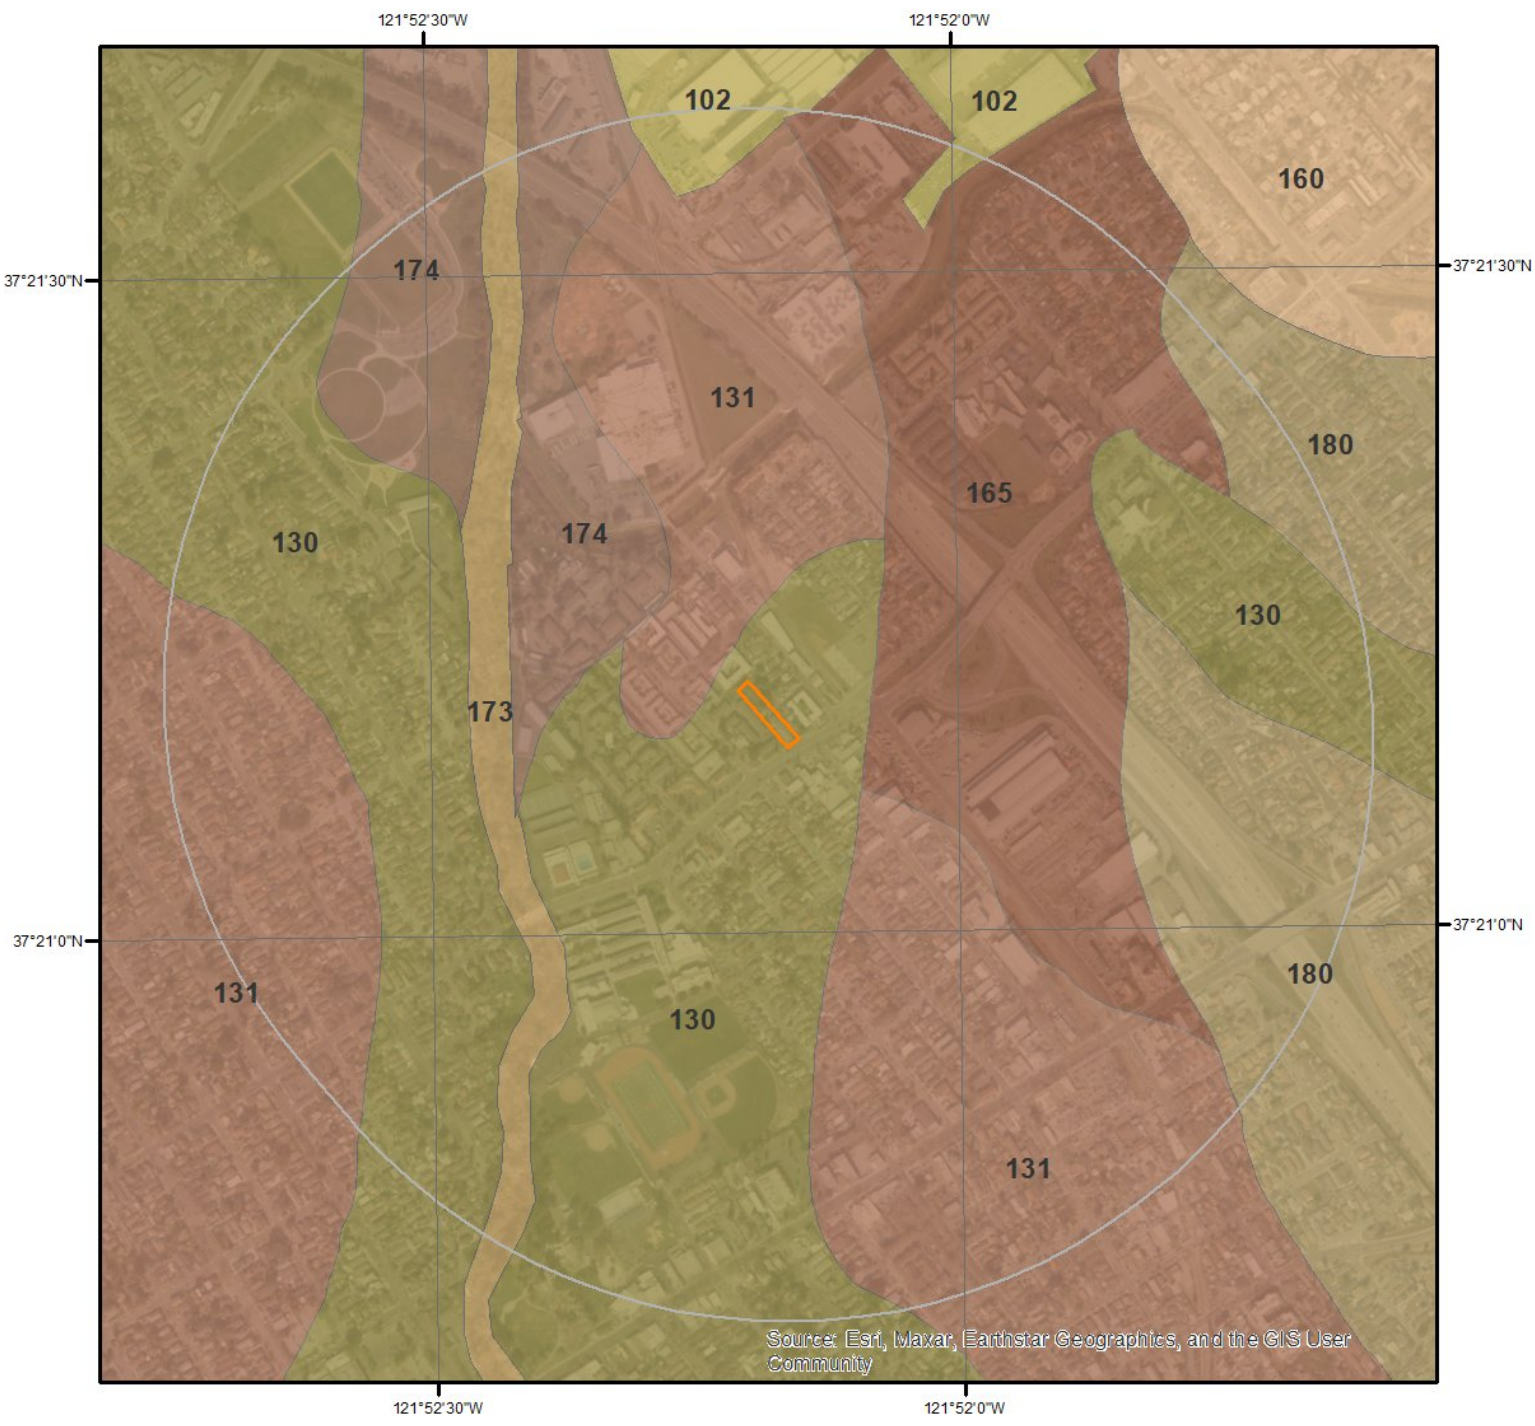 121°52'30"W 121°52'0"W
102
102
160
174
37°21'30"N 37°21'30"N
131
180
165
174
130
130
173
37°21'0"N 37°21'0"N
180
131
130
131
Source: Esri, Maxar, Earthstar Geographics, and the GIS User
Community
121°52'30"W 121°52'0"W